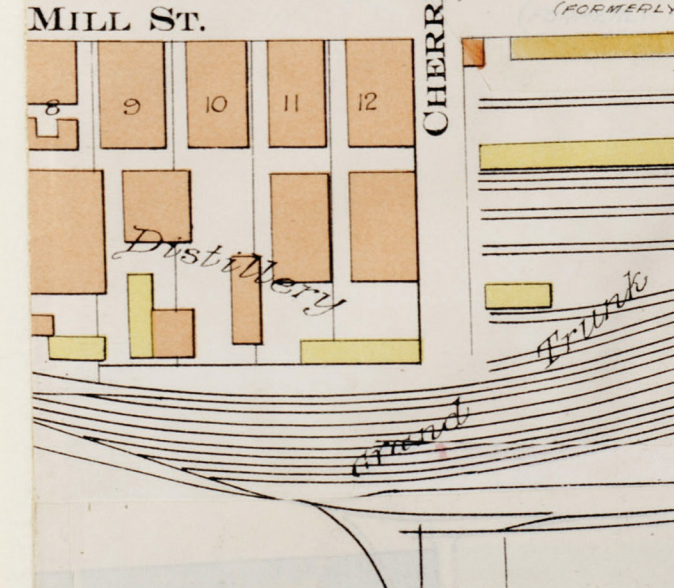 MILL ST.
(FORMERLY
CHERR
8
9
10
11
12
Distillery
Trunk
Grand